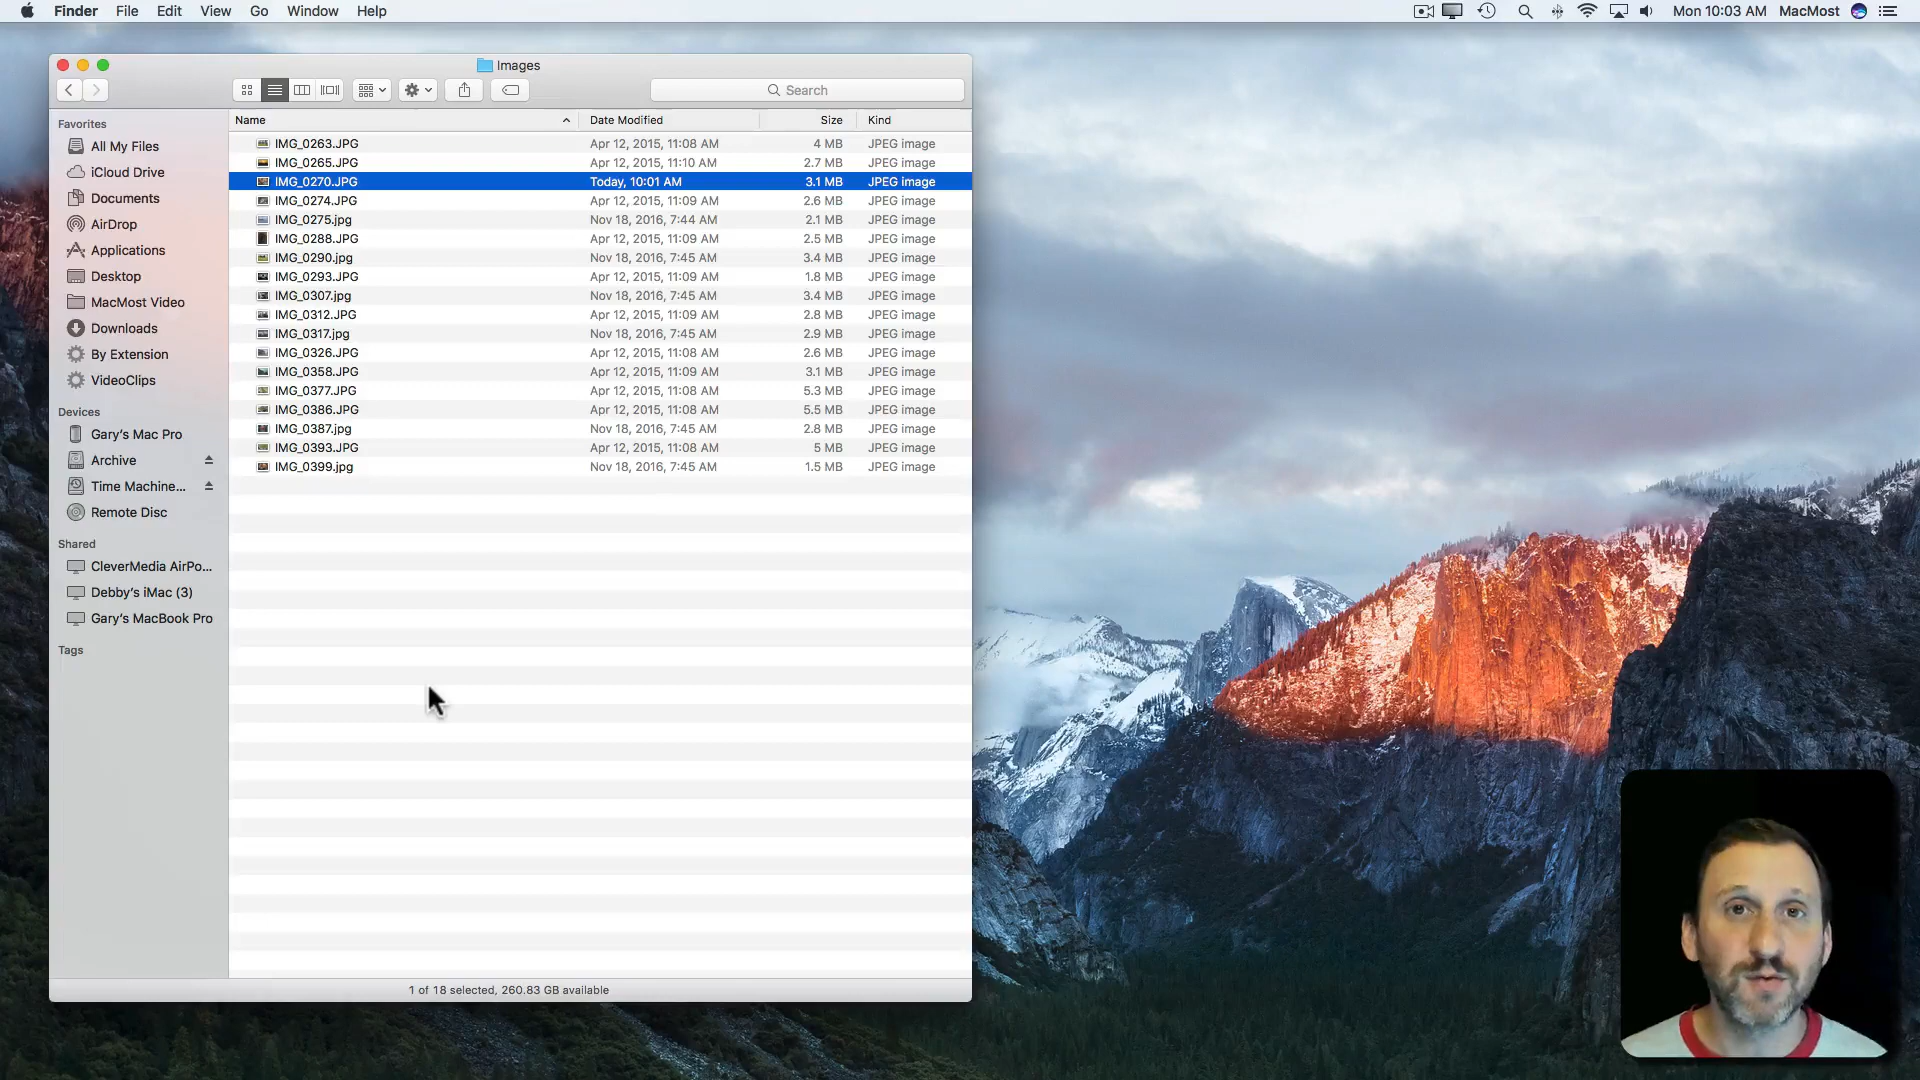 Finder File Edit View Go Window Help Mon 10:03 AM MacMost
Images
Search
Favorites
All My Files
iCloud Drive
Documents
AirDrop
Applications
Desktop
MacMost Video
Downloads
By Extension
VideoClips
Devices
Gary's Mac Pro
Archive
Time Machine...
Remote Disc
Shared
CleverMedia AirPo...
Debby's iMac (3)
Gary's MacBook Pro
Tags
Name Date Modified Size Kind
IMG_0263.JPG Apr 12, 2015, 11:08 AM 4 MB JPEG image
IMG_0265.JPG Apr 12, 2015, 11:10 AM 2.7 MB JPEG image
IMG_0270.JPG Today, 10:01 AM 3.1 MB JPEG image
IMG_0274.JPG Apr 12, 2015, 11:09 AM 2.6 MB JPEG image
IMG_0275.jpg Nov 18, 2016, 7:44 AM 2.1 MB JPEG image
IMG_0288.JPG Apr 12, 2015, 11:09 AM 2.5 MB JPEG image
IMG_0290.jpg Nov 18, 2016, 7:45 AM 3.4 MB JPEG image
IMG_0293.JPG Apr 12, 2015, 11:09 AM 1.8 MB JPEG image
IMG_0307.jpg Nov 18, 2016, 7:45 AM 3.4 MB JPEG image
IMG_0312.JPG Apr 12, 2015, 11:09 AM 2.8 MB JPEG image
IMG_0317.jpg Nov 18, 2016, 7:45 AM 2.9 MB JPEG image
IMG_0326.JPG Apr 12, 2015, 11:08 AM 2.6 MB JPEG image
IMG_0358.JPG Apr 12, 2015, 11:09 AM 3.1 MB JPEG image
IMG_0377.JPG Apr 12, 2015, 11:08 AM 5.3 MB JPEG image
IMG_0386.JPG Apr 12, 2015, 11:08 AM 5.5 MB JPEG image
IMG_0387.jpg Nov 18, 2016, 7:45 AM 2.8 MB JPEG image
IMG_0393.JPG Apr 12, 2015, 11:08 AM 5 MB JPEG image
IMG_0399.jpg Nov 18, 2016, 7:45 AM 1.5 MB JPEG image
1 of 18 selected, 260.83 GB available